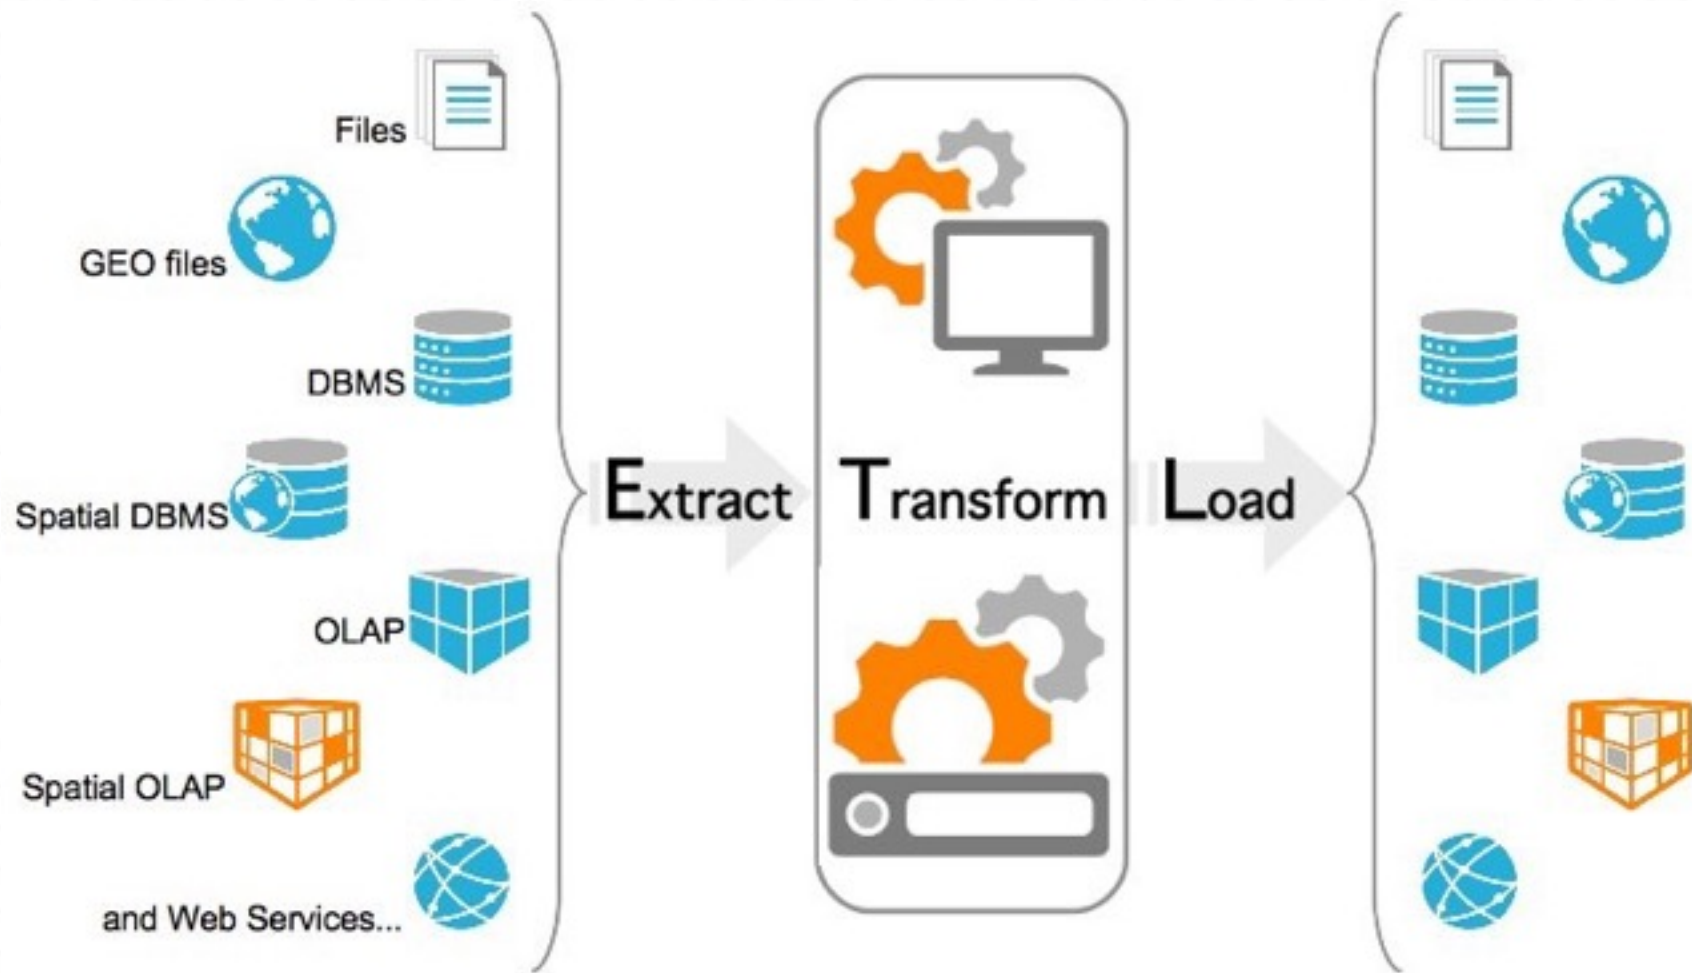 Files
GEO files
DBMS
Spatial DBMS
OLAP
Spatial OLAP
and Web Services...
Extract
Transform
Load